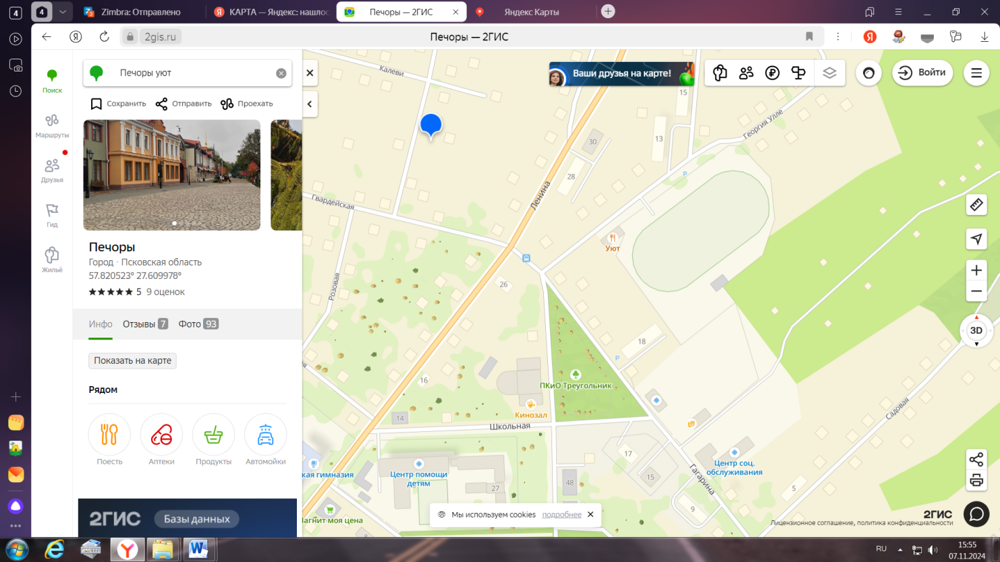 4
4
Zimbra: Отправлено
КАРТА — Яндекс: нашлос
Печоры — 2ГИС
Яндекс Карты
2gis.ru
Печоры — 2ГИС
Поиск
Маршруты
Друзья
Гид
Жильё
Печоры уют
Сохранить
Отправить
Проехать
Печоры
Город · Псковская область
57.820523° 27.609978°
5 9 оценок
Инфо
Отзывы 7
Фото 93
Показать на карте
Рядом
Поесть
Аптеки
Продукты
Автомойки
2ГИС
Базы данных
Ваши друзья на карте!
Войти
Калеви
15
Георгия Улле
13
30
28
Ленина
Гвардейская
P
Уют
Розовая
26
18
P
16
ПКиО Треугольник
Кинозал
14
Школьная
Садовая
17
Центр соц.
обслуживания
кая гимназия
Центр помощи
детям
Гагарина
27
48
15
5
9
Магнит моя цена
3D
Мы используем cookies
подробнее
2ГИС
Лицензионное соглашение, политика конфиденциальности
RU
15:55
07.11.2024